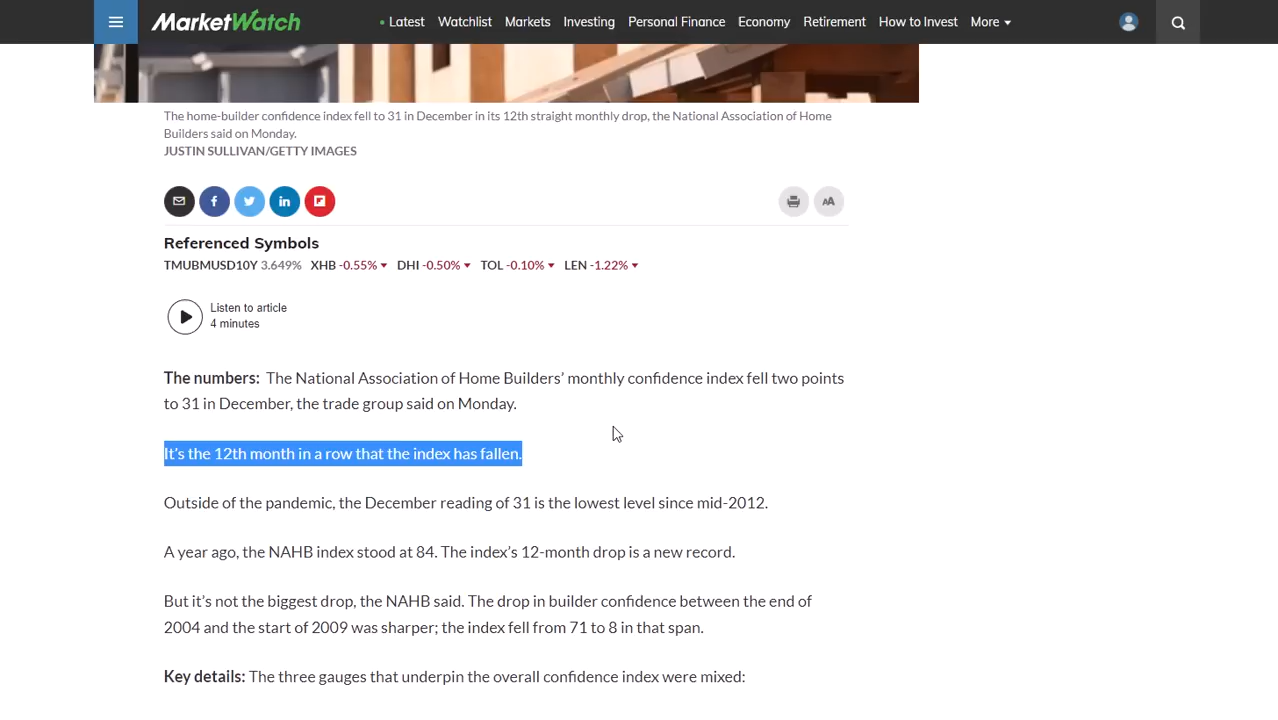 MarketWatch
Latest Watchlist Markets Investing Personal Finance Economy Retirement How to Invest More
The home-builder confidence index fell to 31 in December in its 12th straight monthly drop, the National Association of Home
Builders said on Monday.
JUSTIN SULLIVAN/GETTY IMAGES
f in
AA
Referenced Symbols
TMUBMUSD10Y 3.649% XHB -0.55% DHI -0.50% TOL -0.10% LEN -1.22%
Listen to article
4 minutes
The numbers: The National Association of Home Builders’ monthly confidence index fell two points
to 31 in December, the trade group said on Monday.
It’s the 12th month in a row that the index has fallen.
Outside of the pandemic, the December reading of 31 is the lowest level since mid-2012.
A year ago, the NAHB index stood at 84. The index’s 12-month drop is a new record.
But it’s not the biggest drop, the NAHB said. The drop in builder confidence between the end of
2004 and the start of 2009 was sharper; the index fell from 71 to 8 in that span.
Key details: The three gauges that underpin the overall confidence index were mixed: